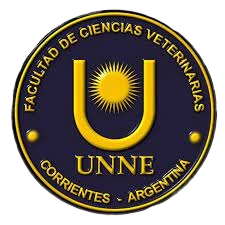 FACULTAD DE CIENCIAS VETERINARIAS
U
UNNE
CORRIENTES - ARGENTINA